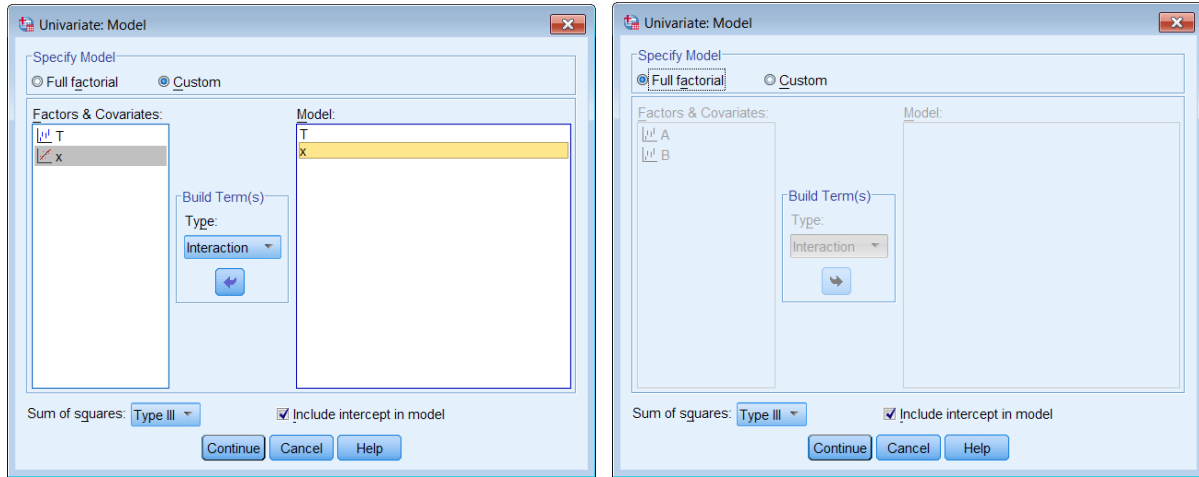 Univariate: Model
Specify Model
Full factorial
Custom
Factors & Covariates:
Model:
T
x
T
x
Build Term(s)
Type:
Interaction
Sum of squares:
Type III
Include intercept in model
Continue
Cancel
Help
Univariate: Model
Specify Model
Full factorial
Custom
Factors & Covariates:
Model:
A
B
Build Term(s)
Type:
Interaction
Sum of squares:
Type III
Include intercept in model
Continue
Cancel
Help